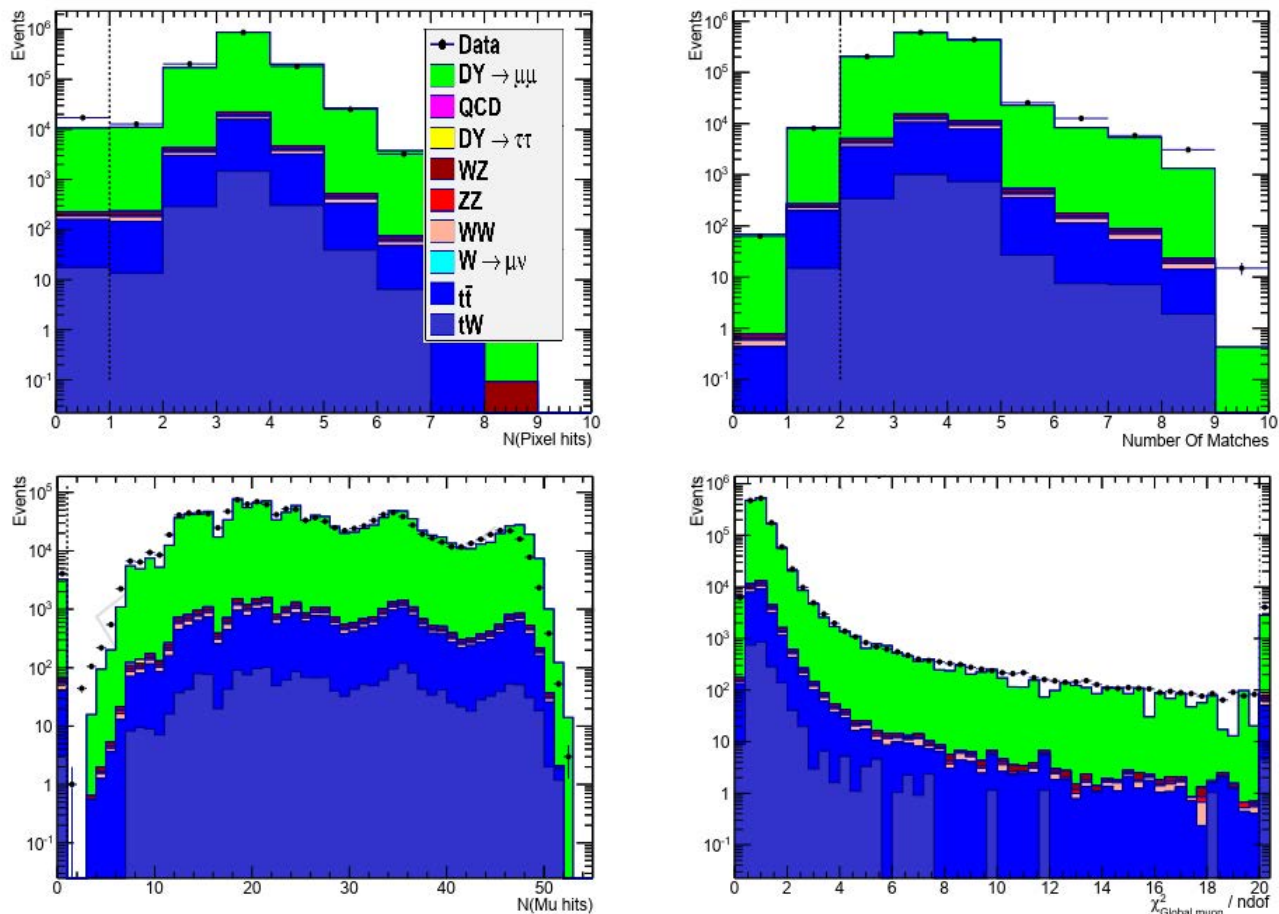 Events
10⁶
10⁵
10⁴
10³
10²
10
1
10⁻¹
0 1 2 3 4 5 6 7 8 9 10
N(Pixel hits)
Data
DY → μμ
QCD
DY → ττ
WZ
ZZ
WW
W → μν
tt̄
tW
Events
10⁶
10⁵
10⁴
10³
10²
10
1
10⁻¹
0 1 2 3 4 5 6 7 8 9 10
Number Of Matches
Events
10⁵
10⁴
10³
10²
10
1
10⁻¹
0 10 20 30 40 50
N(Mu hits)
Events
10⁶
10⁵
10⁴
10³
10²
10
1
10⁻¹
0 2 4 6 8 10 12 14 16 18 20
χ²Global muon / ndof